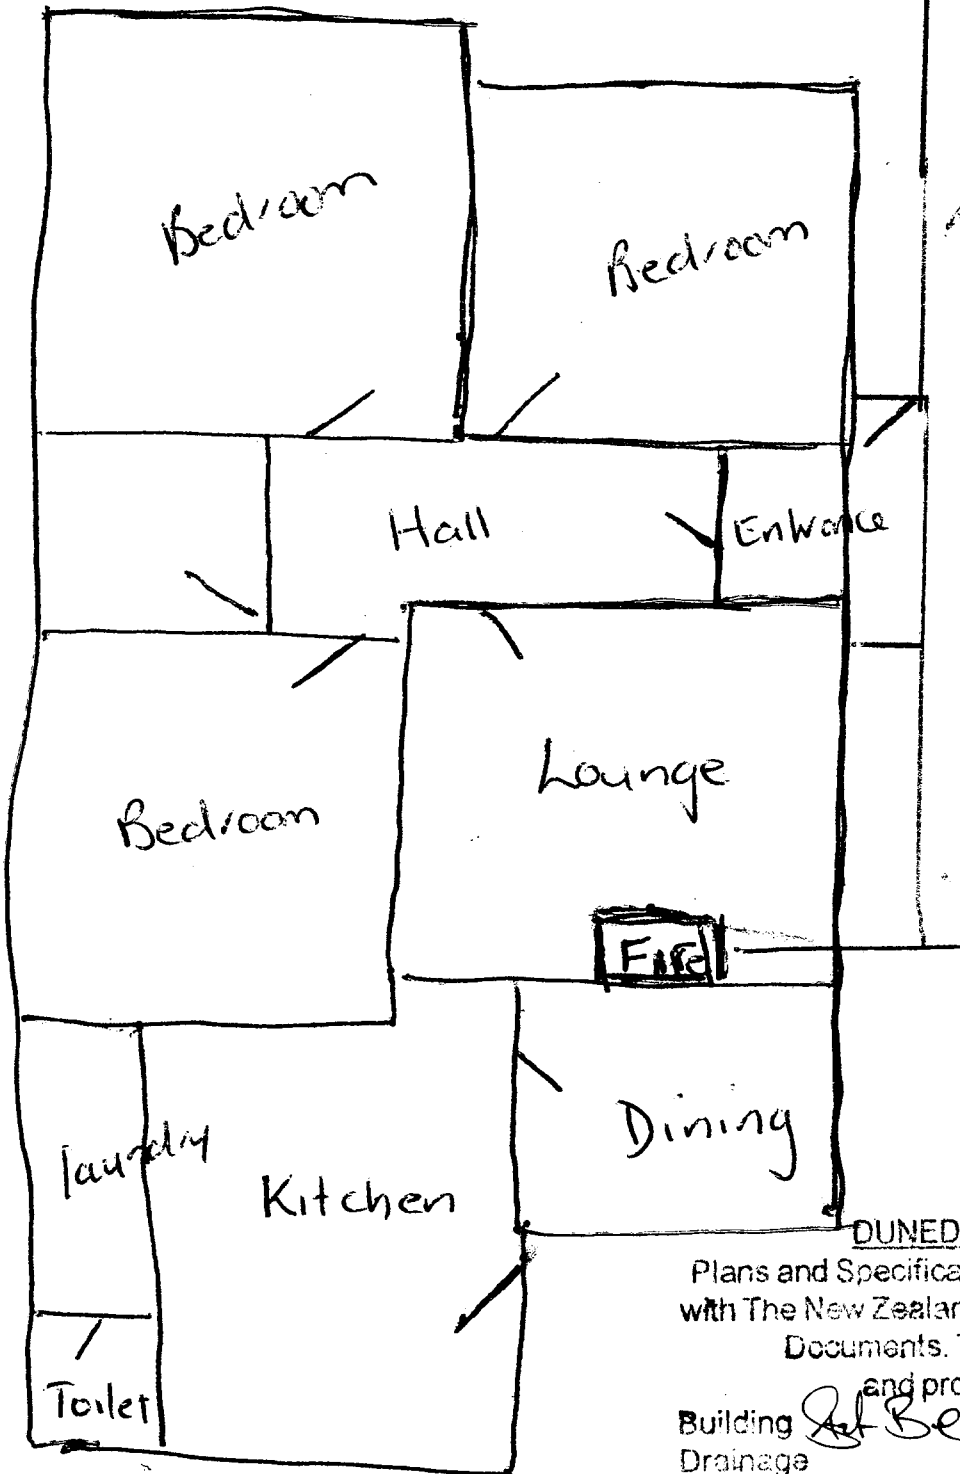 Bedroom
Bedroom
Hall
Entrance
Lounge
Bedroom
Fire
Dining
laundry
Kitchen
Toilet
DUNED
Plans and Specifica
with The New Zealan
Documents. T
and pro
Building
Drainage